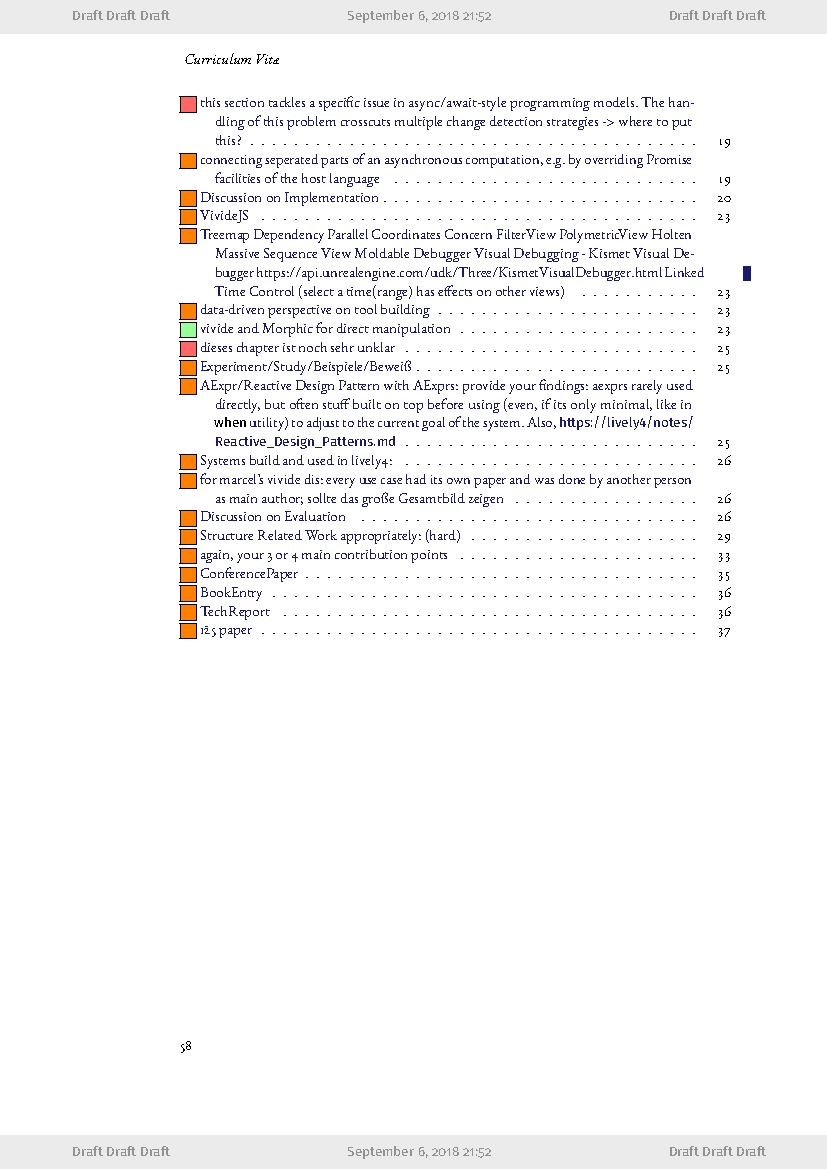 Draft Draft Draft September 6, 2018 21:52 Draft Draft Draft
Curriculum Vitæ
this section tackles a specific issue in async/await-style programming models. The han-
dling of this problem crosscuts multiple change detection strategies -> where to put
this? . . . . . . . . . . . . . . . . . . . . . . . . . . . . . . . . . . . . . . . . . 19
connecting seperated parts of an asynchronous computation, e.g. by overriding Promise
facilities of the host language . . . . . . . . . . . . . . . . . . . . . . . . . . . . 19
Discussion on Implementation . . . . . . . . . . . . . . . . . . . . . . . . . . . . . 20
VivideJS . . . . . . . . . . . . . . . . . . . . . . . . . . . . . . . . . . . . . . . . 23
Treemap Dependency Parallel Coordinates Concern FilterView PolymetricView Holten
Massive Sequence View Moldable Debugger Visual Debugging - Kismet Visual De-
bugger https://api.unrealengine.com/udk/Three/KismetVisualDebugger.html Linked
Time Control (select a time(range) has effects on other views) . . . . . . . . . . . 23
data-driven perspective on tool building . . . . . . . . . . . . . . . . . . . . . . . . 23
vivide and Morphic for direct manipulation . . . . . . . . . . . . . . . . . . . . . . 23
dieses chapter ist noch sehr unklar . . . . . . . . . . . . . . . . . . . . . . . . . . . 25
Experiment/Study/Beispiele/Beweiß . . . . . . . . . . . . . . . . . . . . . . . . . . 25
AExpr/Reactive Design Pattern with AExprs: provide your findings: aexprs rarely used
directly, but often stuff built on top before using (even, if its only minimal, like in
when utility) to adjust to the current goal of the system. Also, https://lively4/notes/
Reactive_Design_Patterns.md . . . . . . . . . . . . . . . . . . . . . . . . . . . 25
Systems build and used in lively4: . . . . . . . . . . . . . . . . . . . . . . . . . . . 26
for marcel's vivide dis: every use case had its own paper and was done by another person
as main author; sollte das große Gesamtbild zeigen . . . . . . . . . . . . . . . . . 26
Discussion on Evaluation . . . . . . . . . . . . . . . . . . . . . . . . . . . . . . . 26
Structure Related Work appropriately: (hard) . . . . . . . . . . . . . . . . . . . . . 29
again, your 3 or 4 main contribution points . . . . . . . . . . . . . . . . . . . . . . 33
ConferencePaper . . . . . . . . . . . . . . . . . . . . . . . . . . . . . . . . . . . . 35
BookEntry . . . . . . . . . . . . . . . . . . . . . . . . . . . . . . . . . . . . . . . 36
TechReport . . . . . . . . . . . . . . . . . . . . . . . . . . . . . . . . . . . . . . 36
125 paper . . . . . . . . . . . . . . . . . . . . . . . . . . . . . . . . . . . . . . . . 37
58
Draft Draft Draft September 6, 2018 21:52 Draft Draft Draft